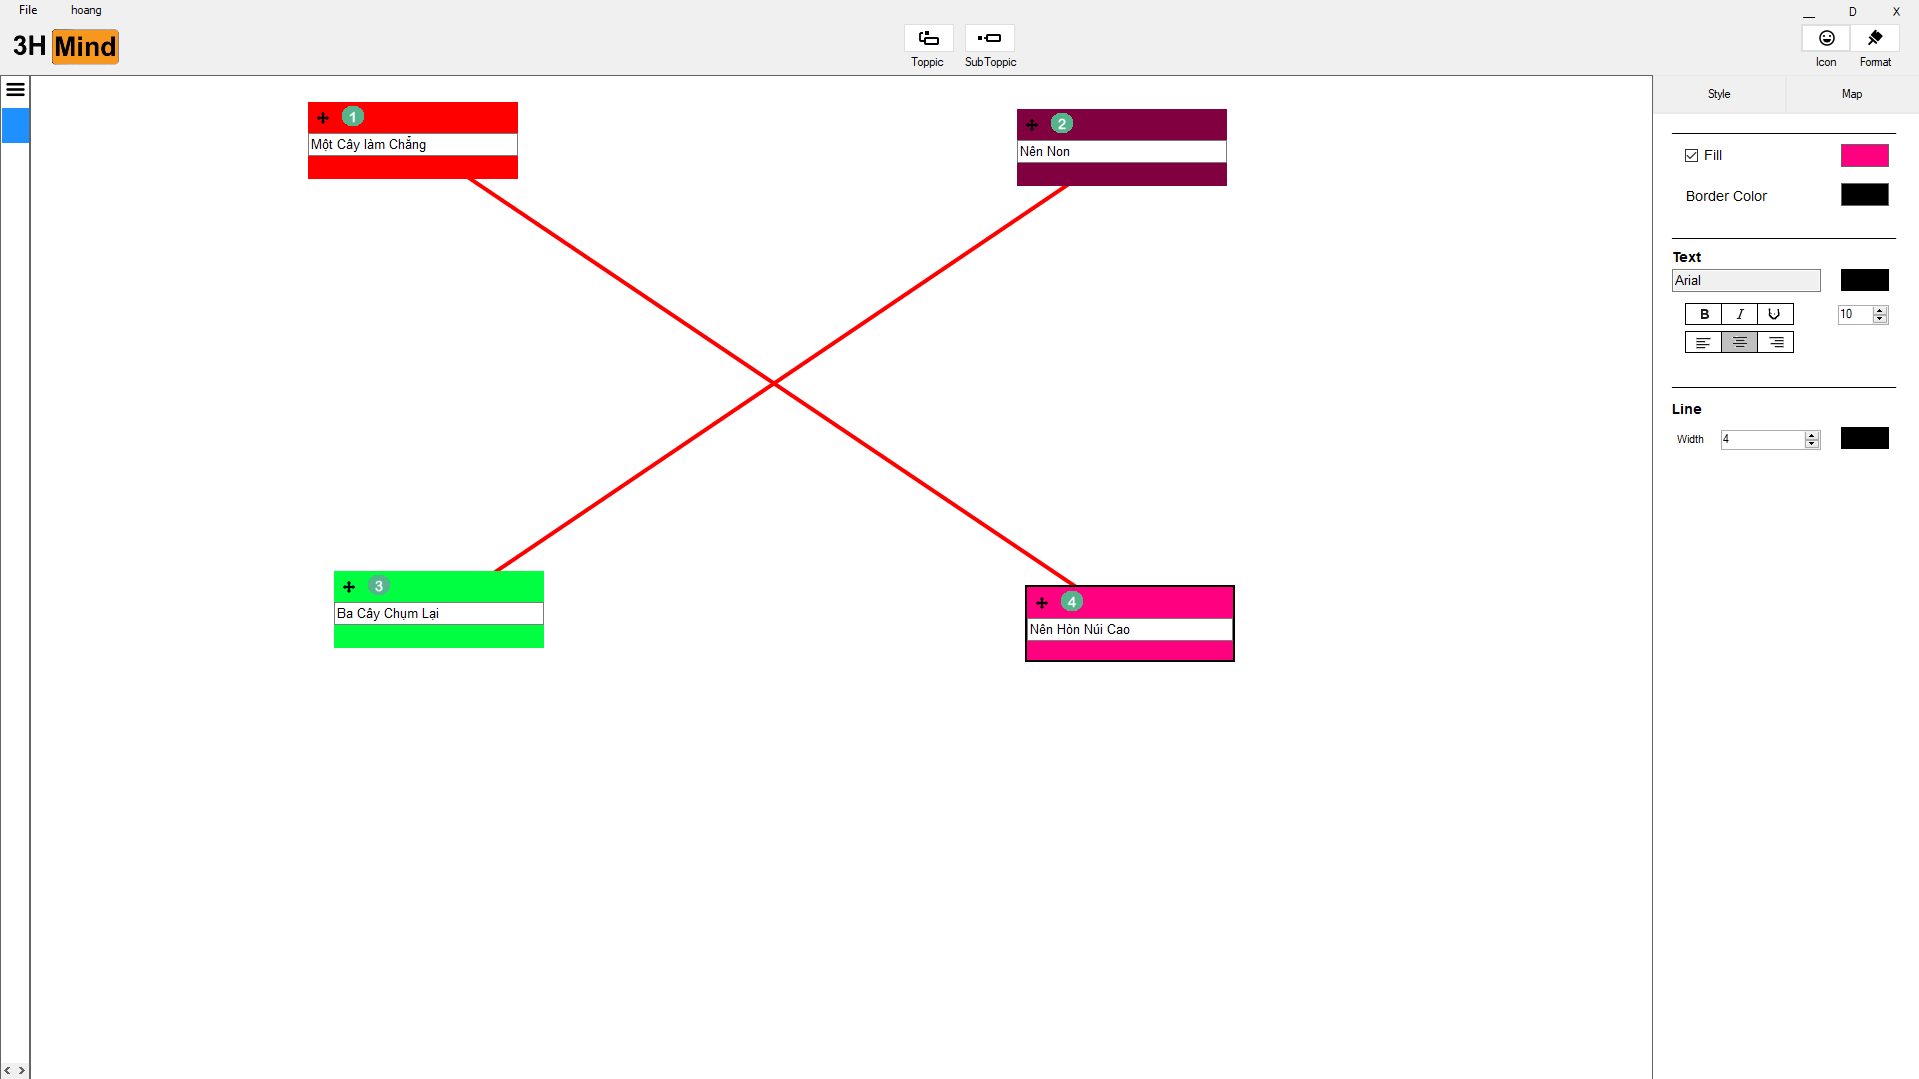 File hoang
D X
3H Mind
Toppic SubToppic
Icon Format
Style Map
1
Một Cây làm Chẳng
2
Nên Non
3
Ba Cây Chụm Lại
4
Nên Hòn Núi Cao
Fill
Border Color
Text
Arial
B I U 10
Line
Width 4